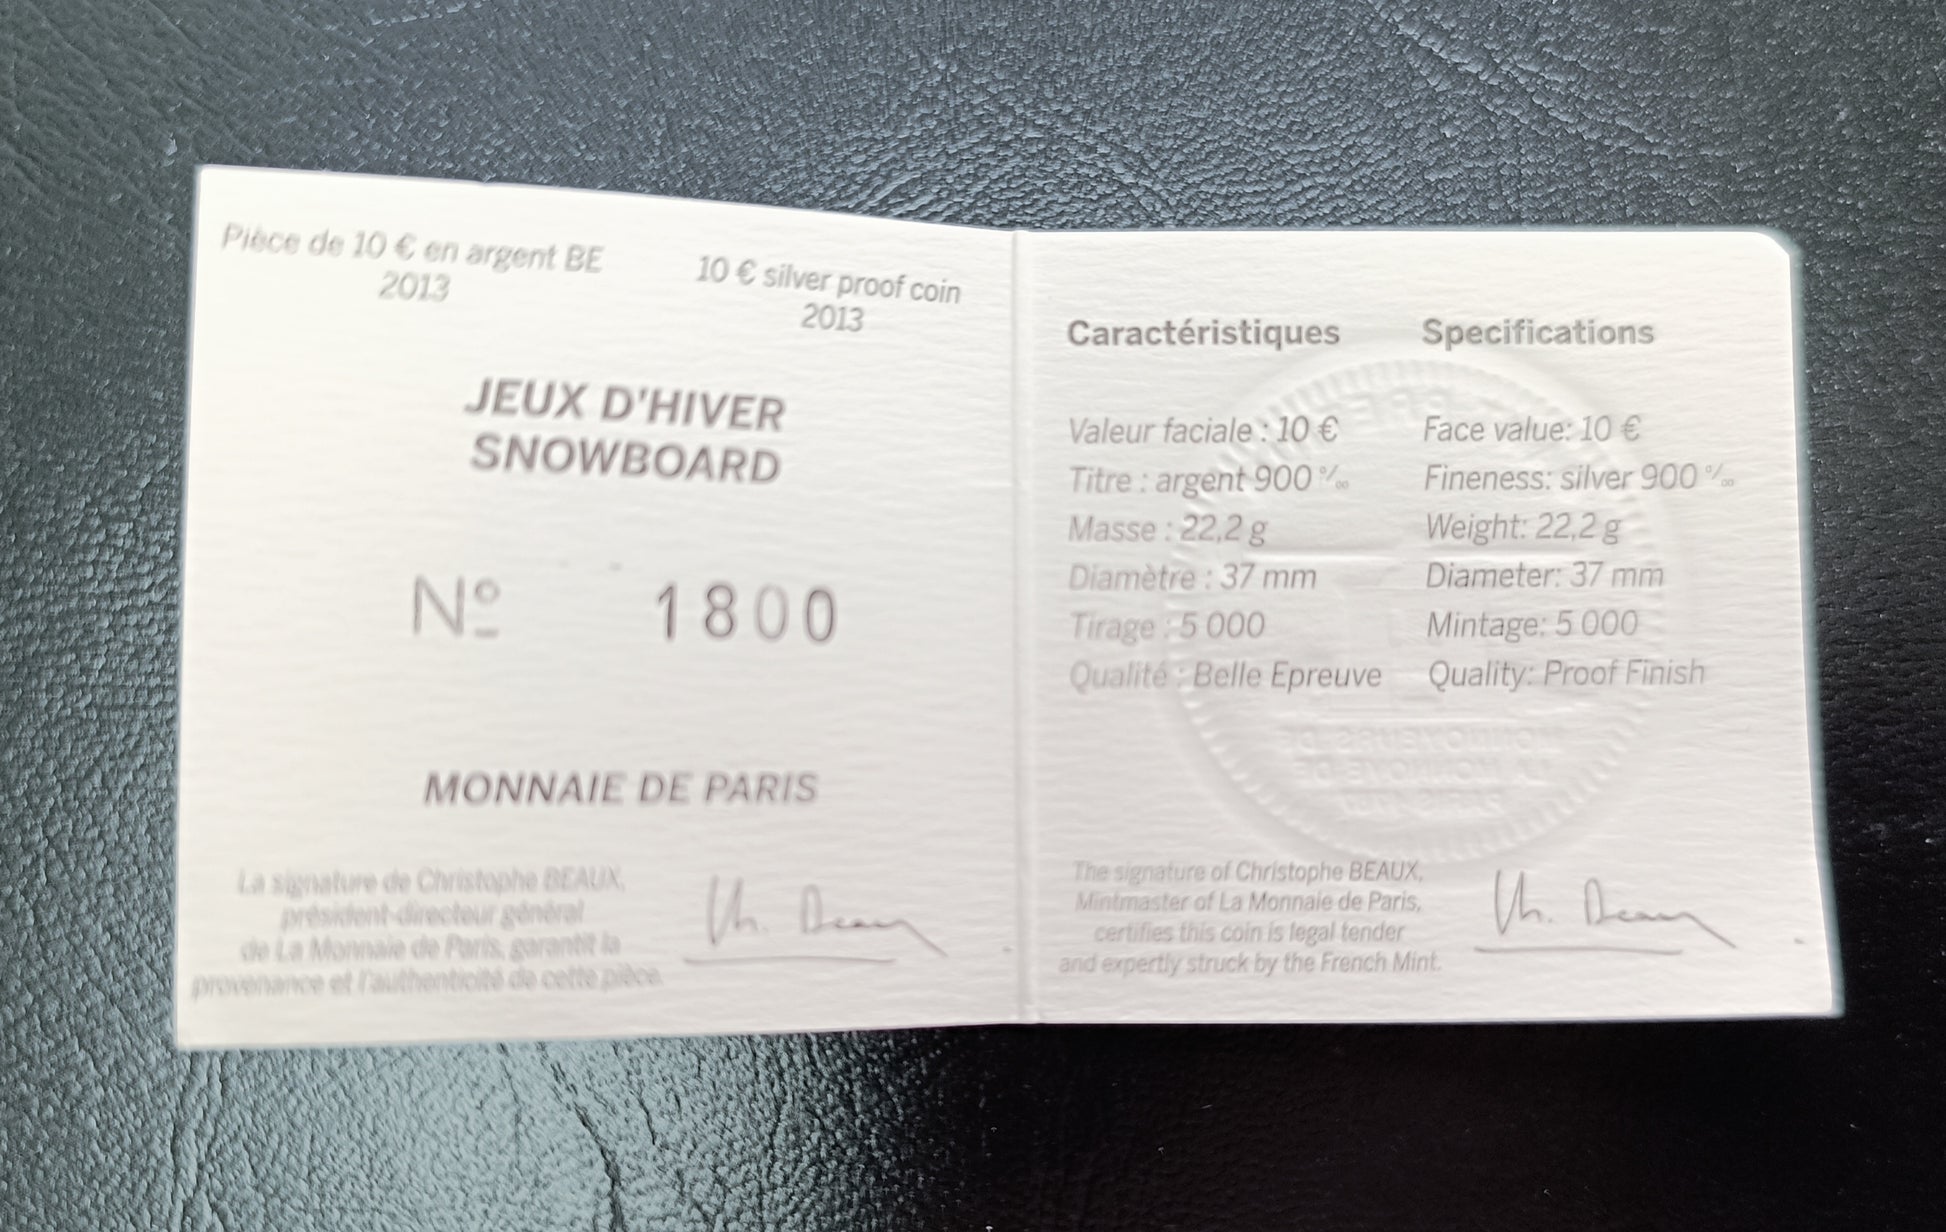 Pièce de 10 € en argent BE
2013
10 € silver proof coin
2013
JEUX D'HIVER
SNOWBOARD
Nº 1800
MONNAIE DE PARIS
La signature de Christophe BEAUX,
président-directeur général
de La Monnaie de Paris, garantit la
provenance et l'authenticité de cette pièce.
Caractéristiques
Valeur faciale : 10 €
Titre : argent 900 ‰
Masse : 22,2 g
Diamètre : 37 mm
Tirage : 5 000
Qualité : Belle Epreuve
Specifications
Face value: 10 €
Fineness: silver 900 ‰
Weight: 22,2 g
Diameter: 37 mm
Mintage: 5 000
Quality: Proof Finish
The signature of Christophe BEAUX,
Mintmaster of La Monnaie de Paris,
certifies this coin is legal tender
and expertly struck by the French Mint.